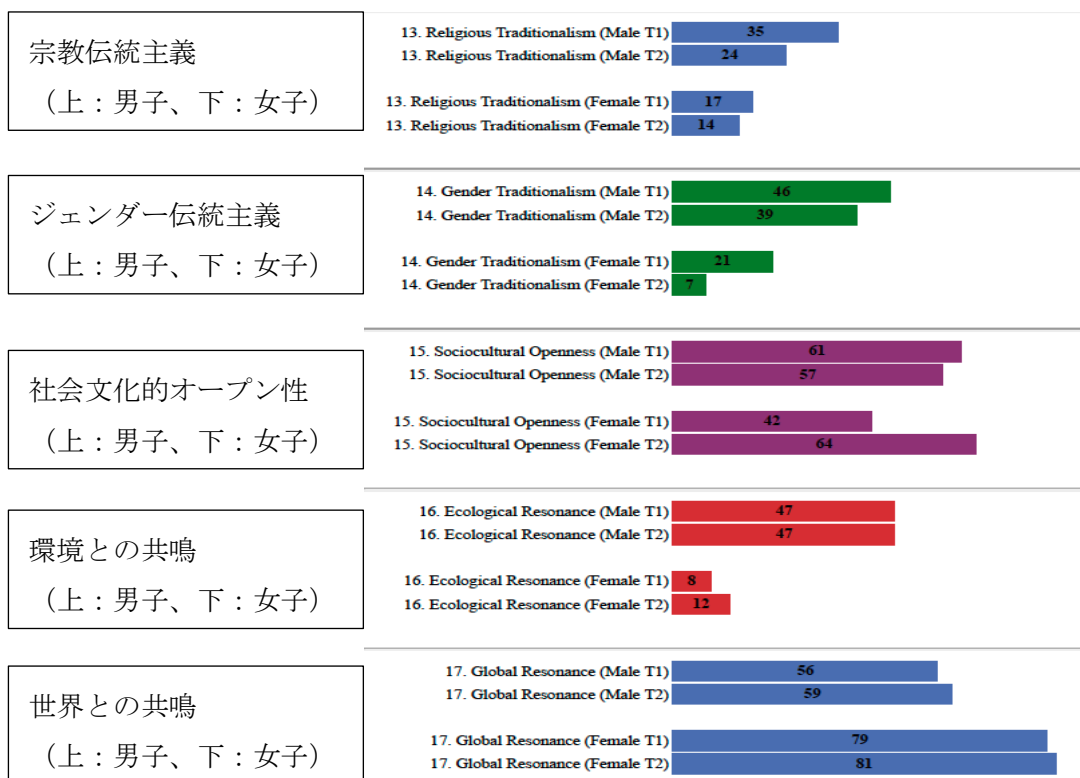 宗教伝統主義
（上：男子、下：女子）
13. Religious Traditionalism (Male T1) 35
13. Religious Traditionalism (Male T2) 24
13. Religious Traditionalism (Female T1) 17
13. Religious Traditionalism (Female T2) 14
ジェンダー伝統主義
（上：男子、下：女子）
14. Gender Traditionalism (Male T1) 46
14. Gender Traditionalism (Male T2) 39
14. Gender Traditionalism (Female T1) 21
14. Gender Traditionalism (Female T2) 7
社会文化的オープン性
（上：男子、下：女子）
15. Sociocultural Openness (Male T1) 61
15. Sociocultural Openness (Male T2) 57
15. Sociocultural Openness (Female T1) 42
15. Sociocultural Openness (Female T2) 64
環境との共鳴
（上：男子、下：女子）
16. Ecological Resonance (Male T1) 47
16. Ecological Resonance (Male T2) 47
16. Ecological Resonance (Female T1) 8
16. Ecological Resonance (Female T2) 12
世界との共鳴
（上：男子、下：女子）
17. Global Resonance (Male T1) 56
17. Global Resonance (Male T2) 59
17. Global Resonance (Female T1) 79
17. Global Resonance (Female T2) 81